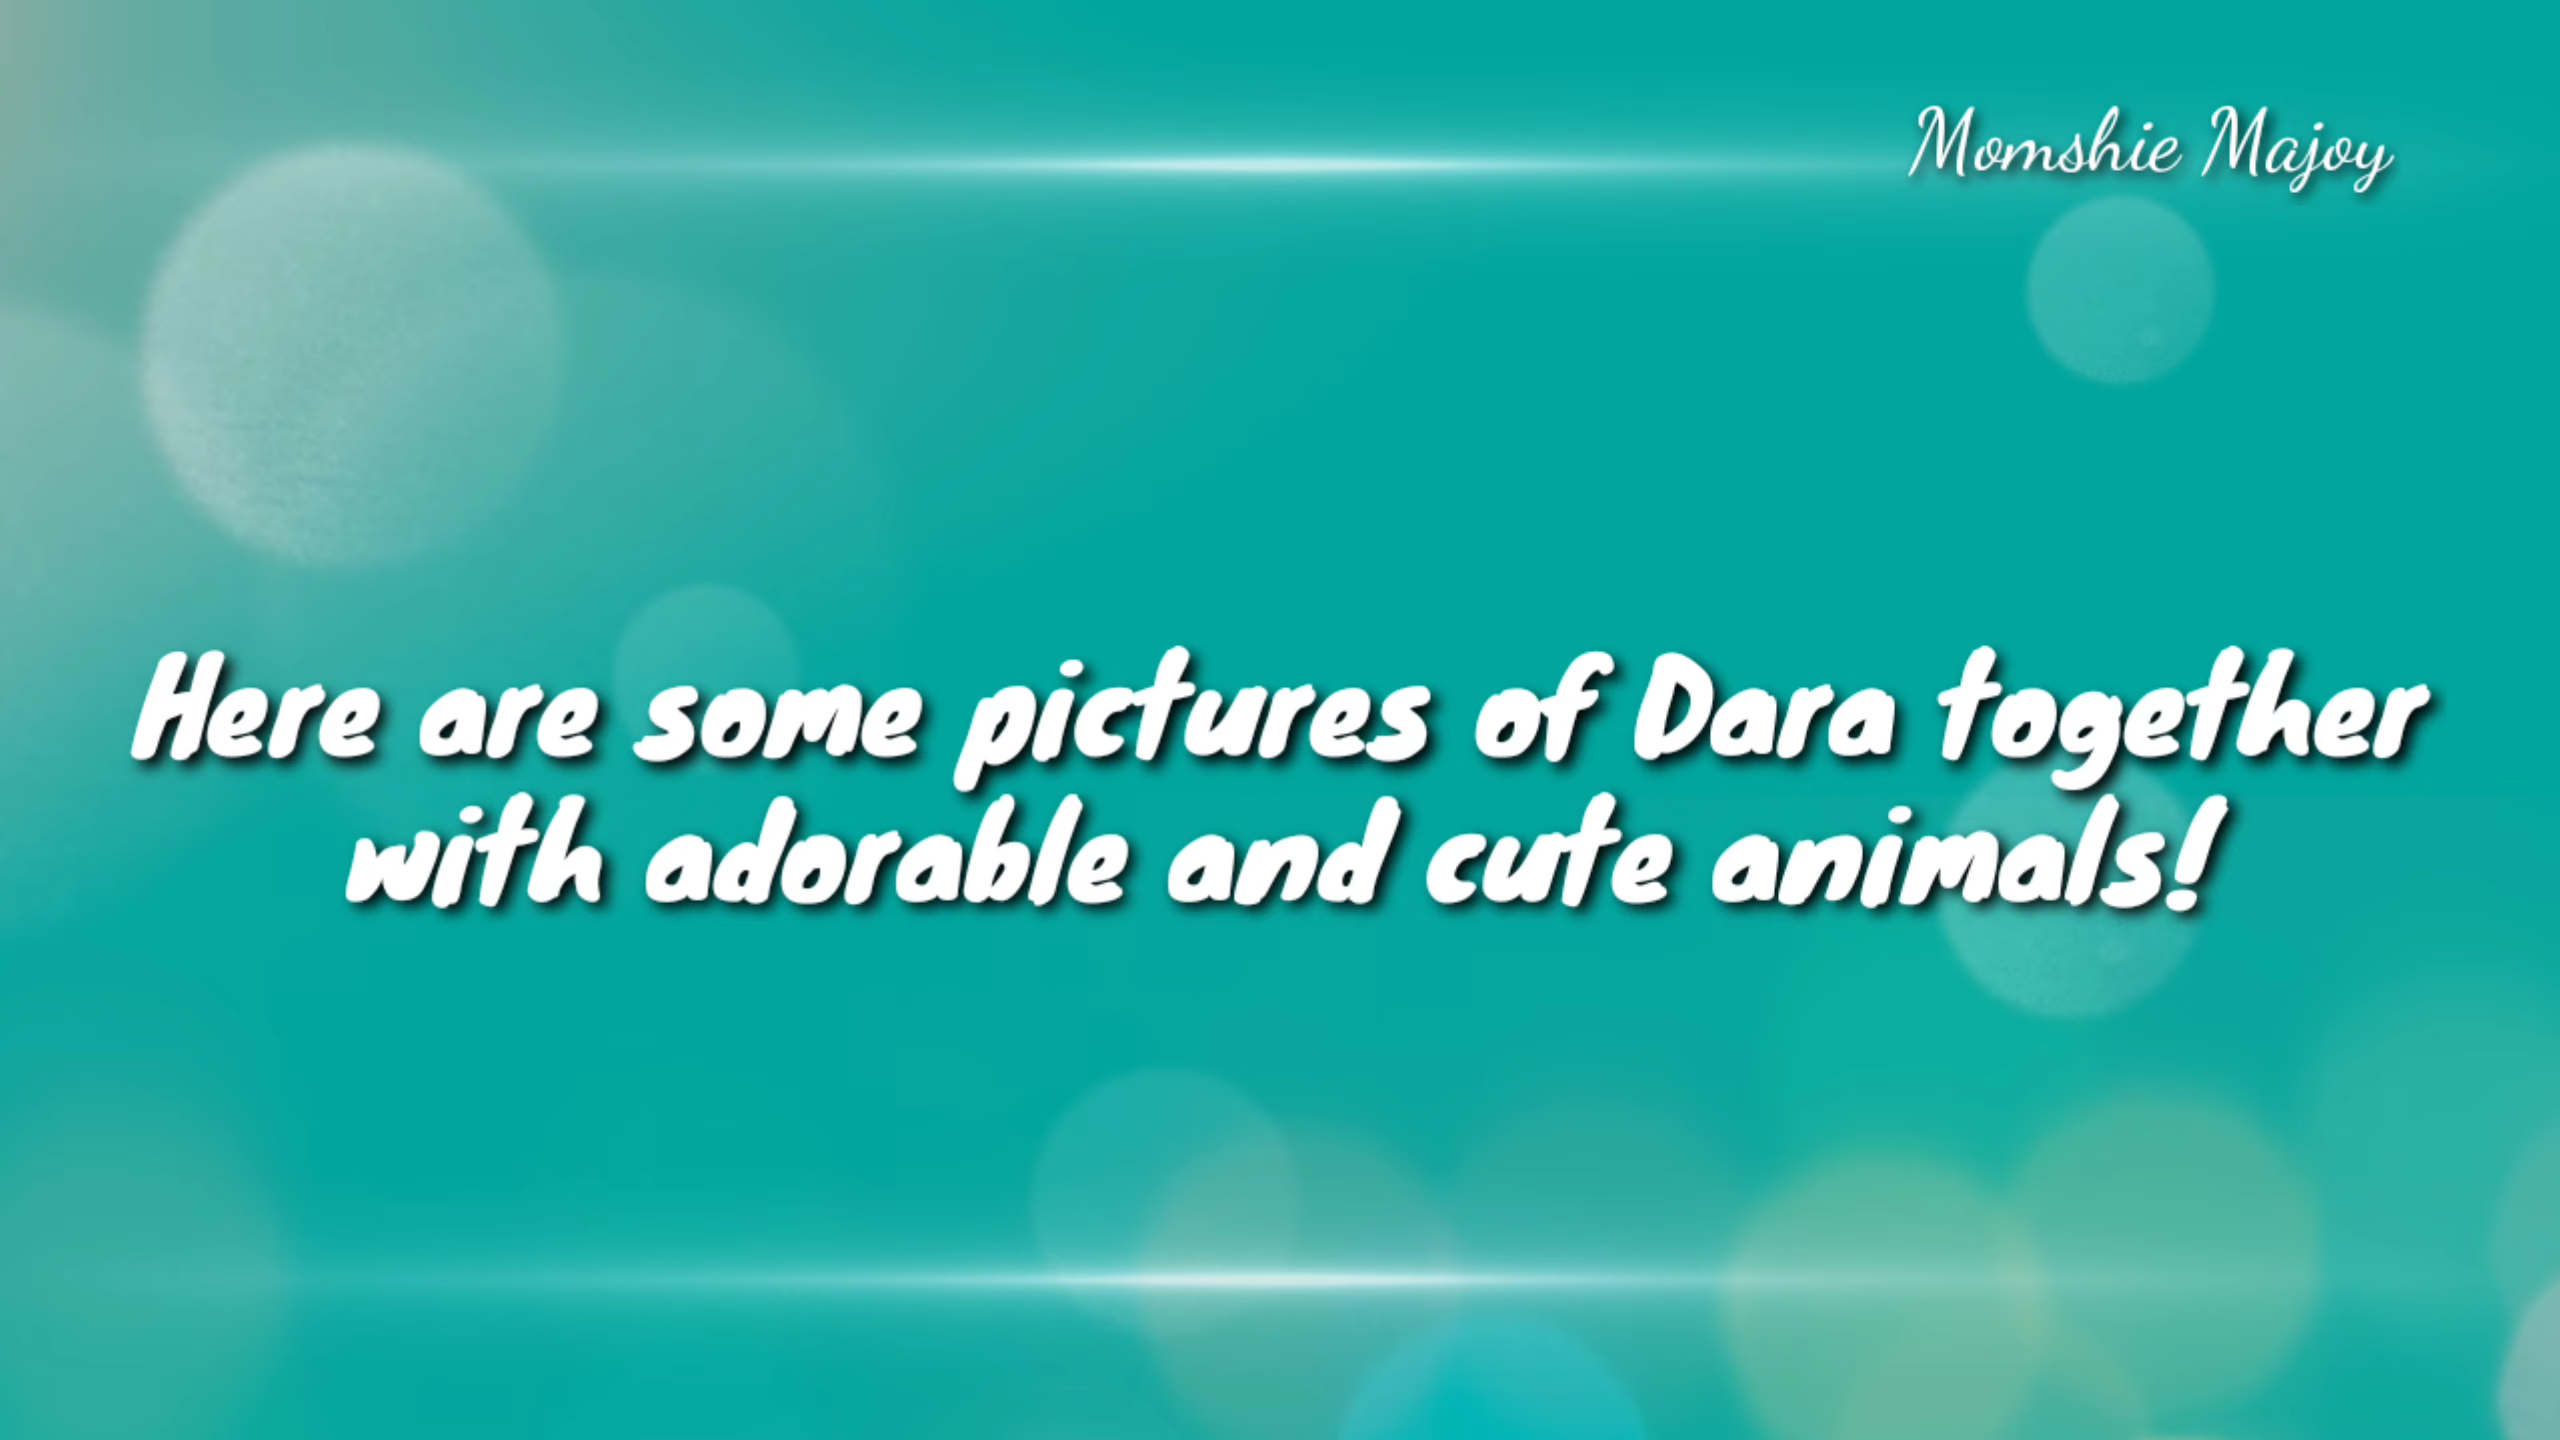 Momshie Majoy
Here are some pictures of Dara together
with adorable and cute animals!